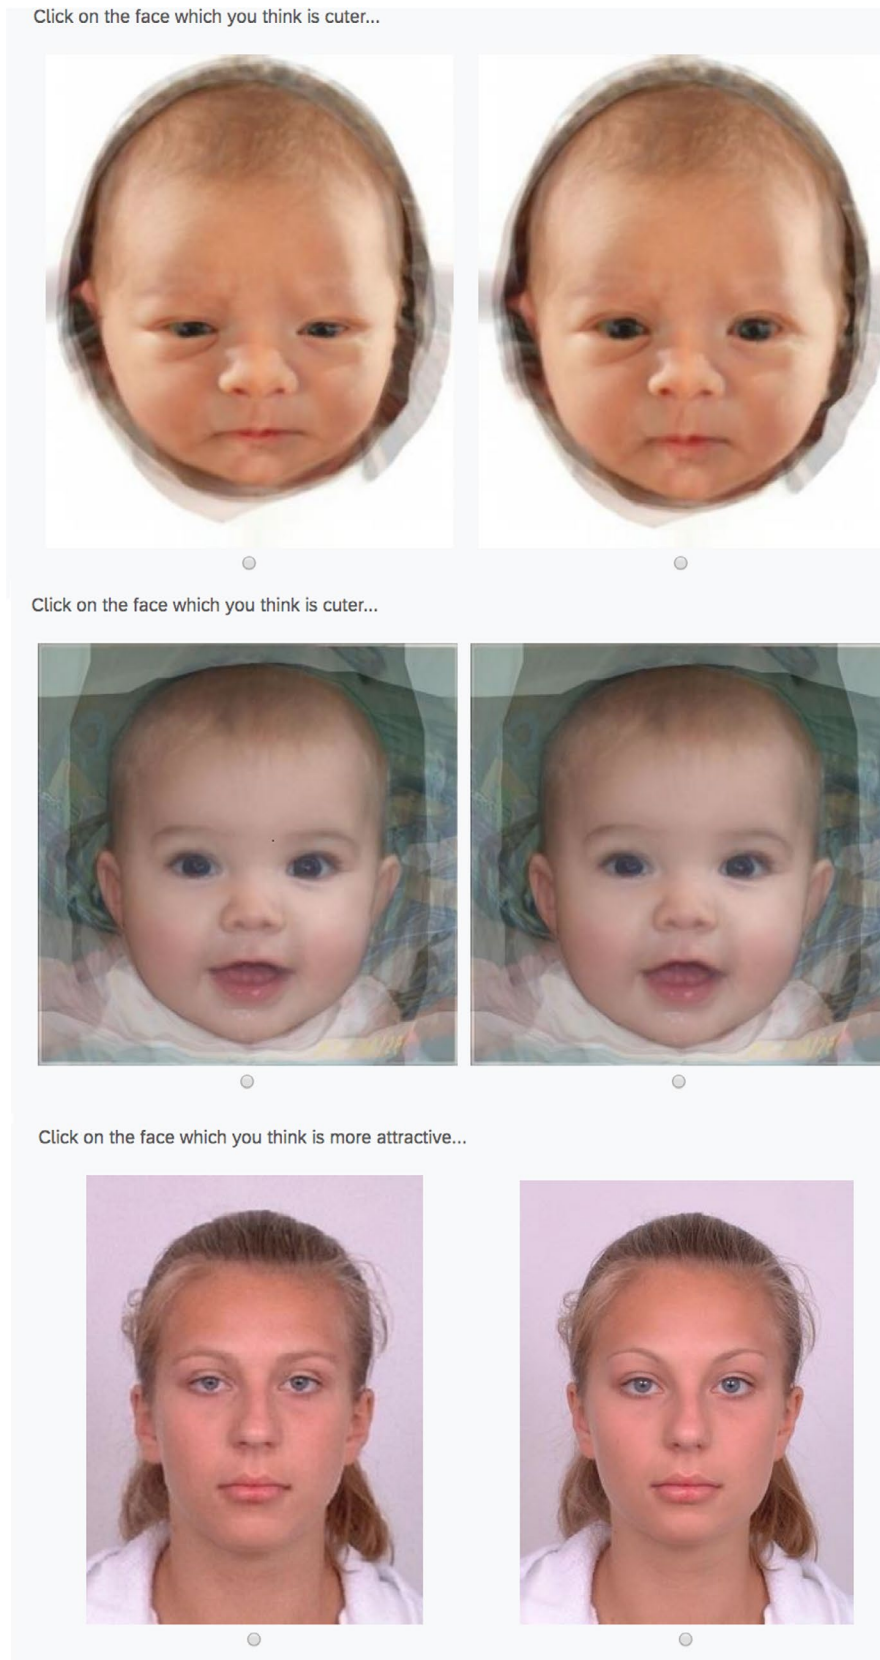 Click on the face which you think is cuter...
Click on the face which you think is cuter...
Click on the face which you think is more attractive...